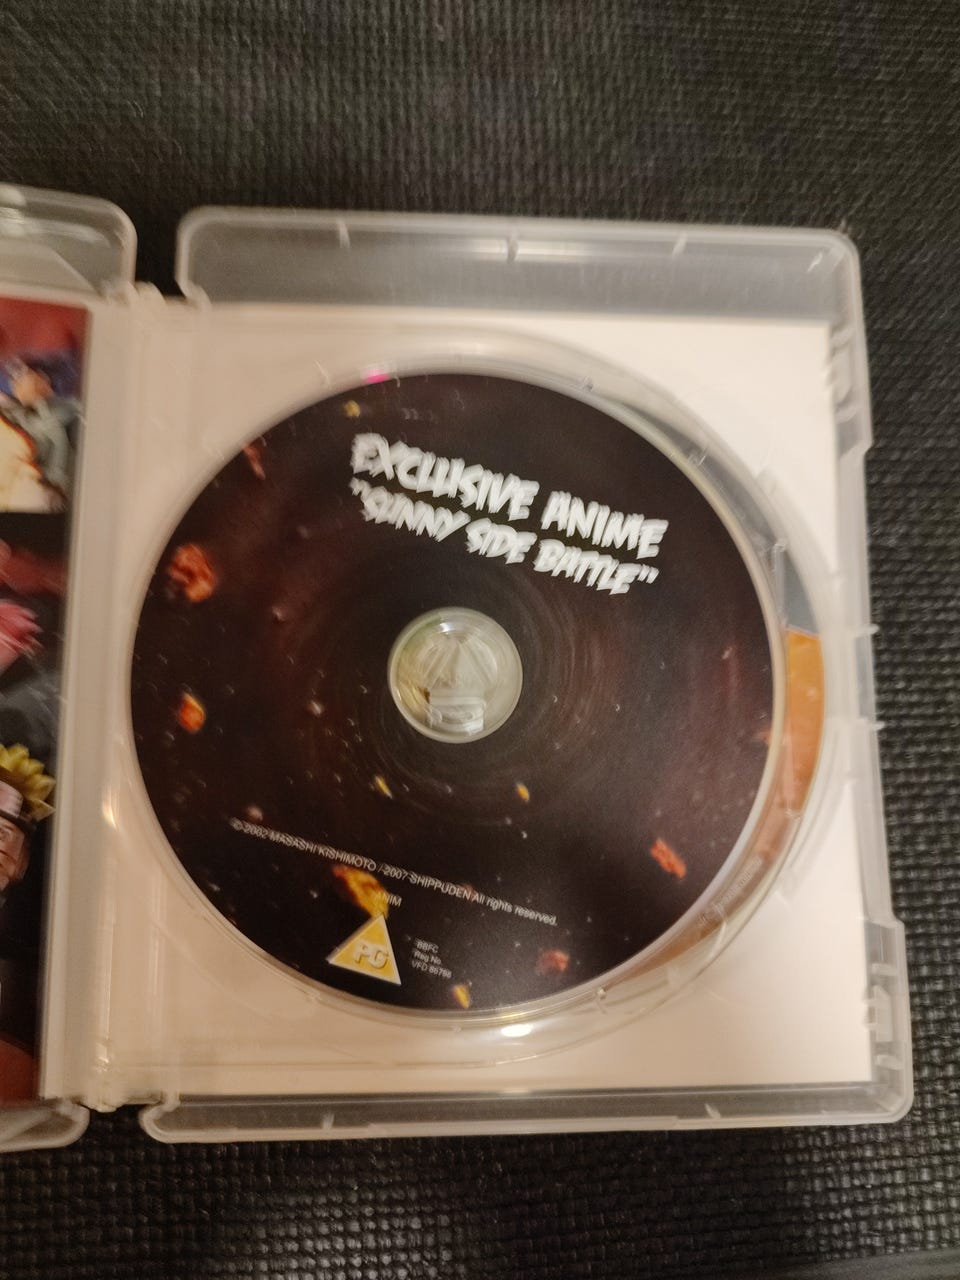 EXCLUSIVE ANIME
"SUNNY SIDE BATTLE"
©2002 MASASHI KISHIMOTO / 2007 SHIPPUDEN All rights reserved.
PG
BBFC
Reg No.